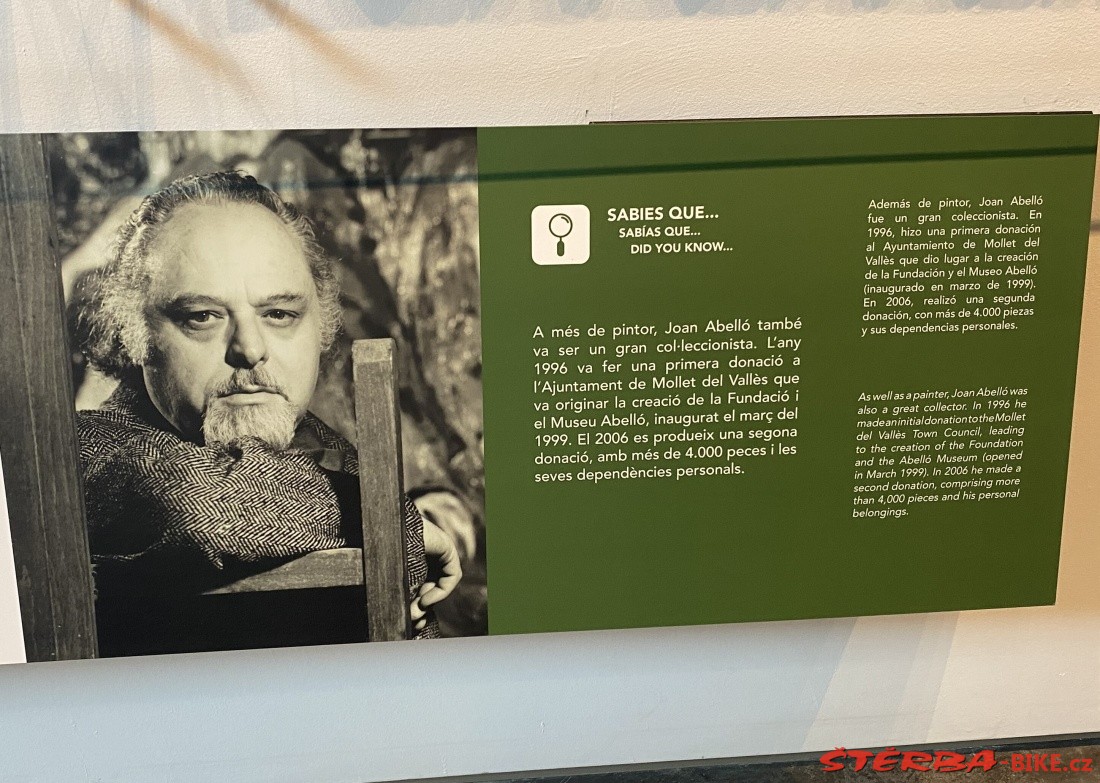 SABIES QUE...
SABÍAS QUE...
DID YOU KNOW...
A més de pintor, Joan Abelló també
va ser un gran col·leccionista. L'any
1996 va fer una primera donació a
l'Ajuntament de Mollet del Vallès que
va originar la creació de la Fundació i
el Museu Abelló, inaugurat el març del
1999. El 2006 es produeix una segona
donació, amb més de 4.000 peces i les
seves dependències personals.
Además de pintor, Joan Abelló
fue un gran coleccionista. En
1996, hizo una primera donación
al Ayuntamiento de Mollet del
Vallès que dio lugar a la creación
de la Fundación y el Museo Abelló
(inaugurado en marzo de 1999).
En 2006, realizó una segunda
donación, con más de 4.000 piezas
y sus dependencias personales.
As well as a painter, Joan Abelló was
also a great collector. In 1996 he
made an initial donation to the Mollet
del Vallès Town Council, leading
to the creation of the Foundation
and the Abelló Museum (opened
in March 1999). In 2006 he made a
second donation, comprising more
than 4,000 pieces and his personal
belongings.
ŠTĚRBA-BIKE.cz